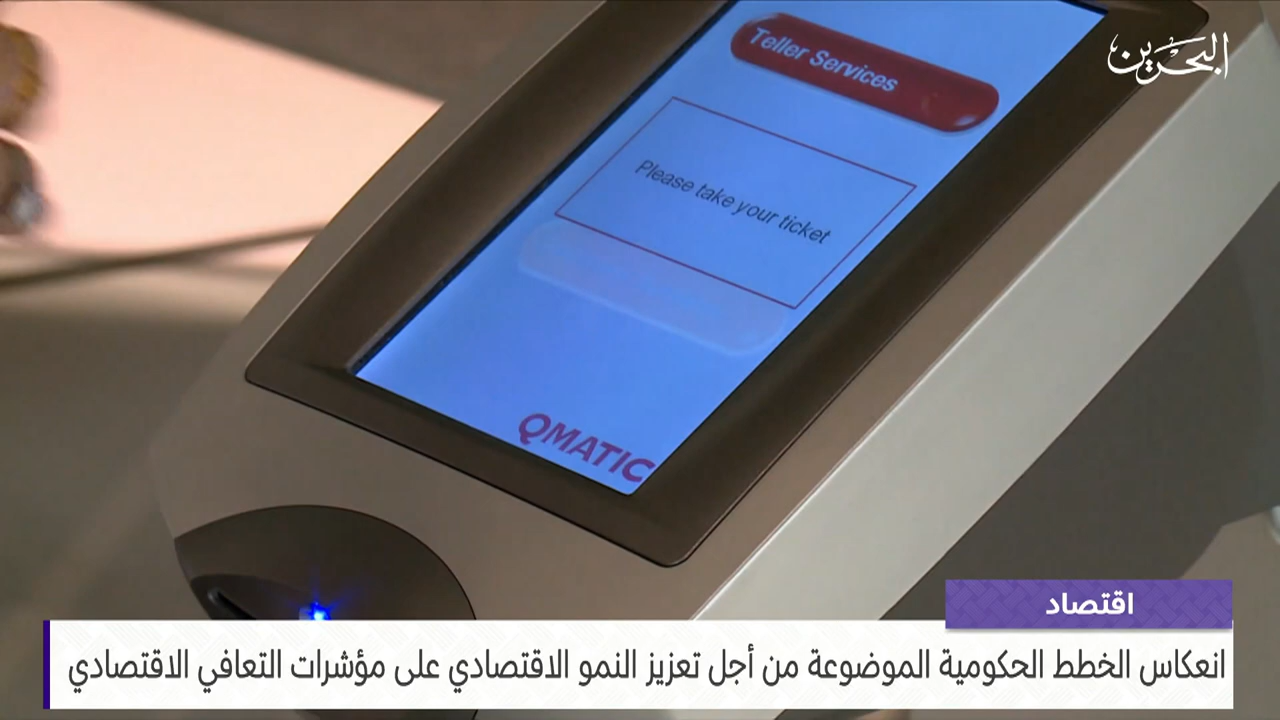 البحرين
Teller Services
Please take your ticket
QMATIC
اقتصاد
انعكاس الخطط الحكومية الموضوعة من أجل تعزيز النمو الاقتصادي على مؤشرات التعافي الاقتصادي